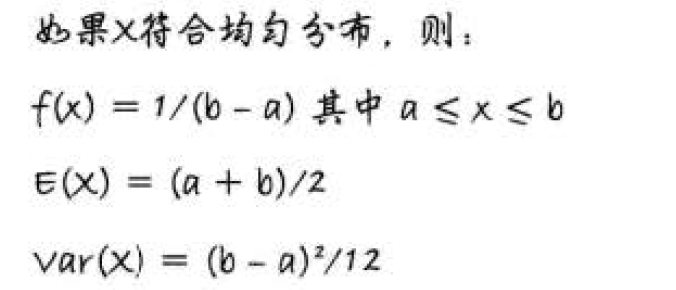 如果X符合均匀分布，则：
f(x) = 1/(b - a) 其中 a ≤ x ≤ b
E(X) = (a + b)/2
var(X) = (b - a)²/12